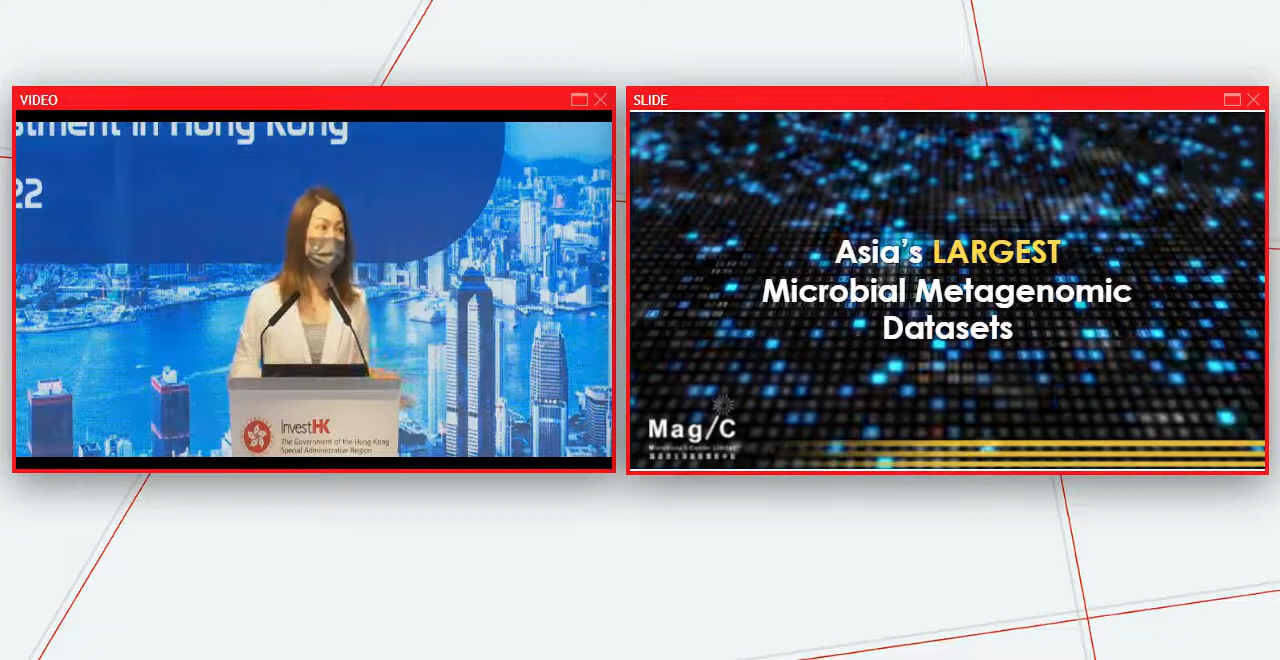 VIDEO
stment in Hong Kong
22
InvestHK
The Government of the Hong Kong
Special Administrative Region
SLIDE
Asia's LARGEST
Microbial Metagenomic
Datasets
Mag/C